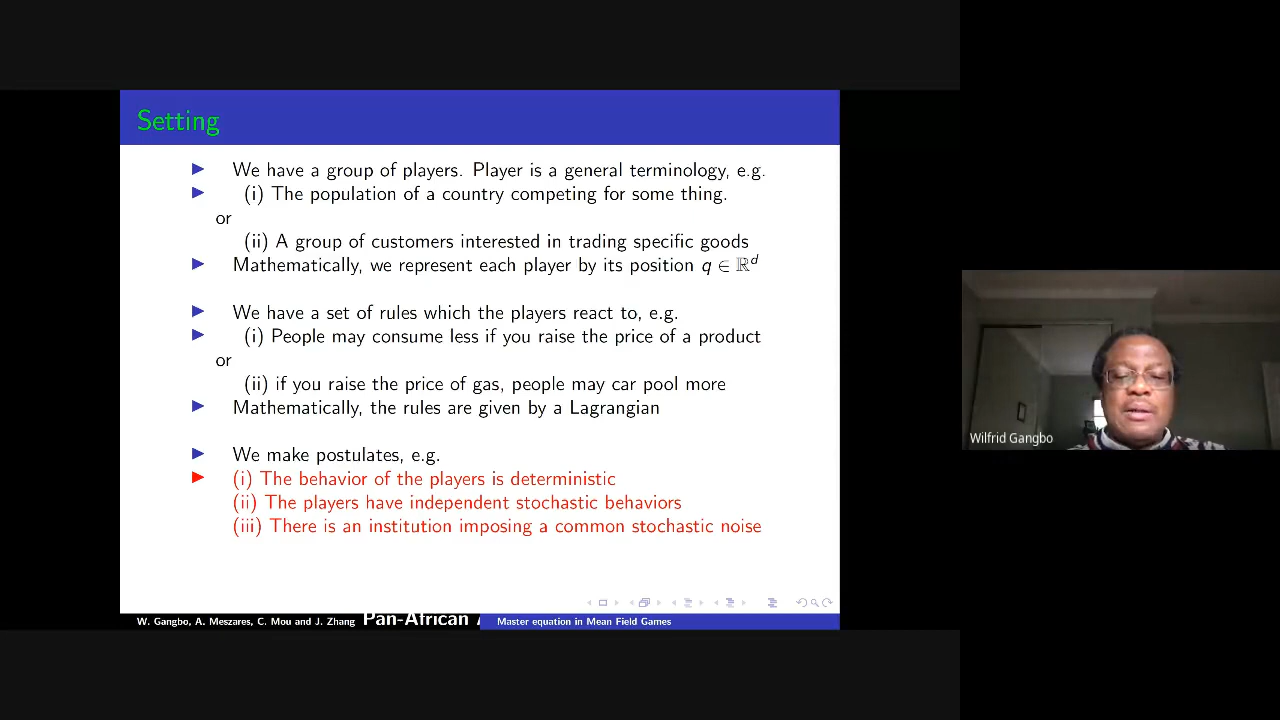 Setting
We have a group of players. Player is a general terminology, e.g.
(i) The population of a country competing for some thing.
or
(ii) A group of customers interested in trading specific goods
Mathematically, we represent each player by its position q ∈ ℝᵈ
We have a set of rules which the players react to, e.g.
(i) People may consume less if you raise the price of a product
or
(ii) if you raise the price of gas, people may car pool more
Mathematically, the rules are given by a Lagrangian
We make postulates, e.g.
(i) The behavior of the players is deterministic
(ii) The players have independent stochastic behaviors
(iii) There is an institution imposing a common stochastic noise
W. Gangbo, A. Meszares, C. Mou and J. Zhang Pan-African Master equation in Mean Field Games
Wilfrid Gangbo